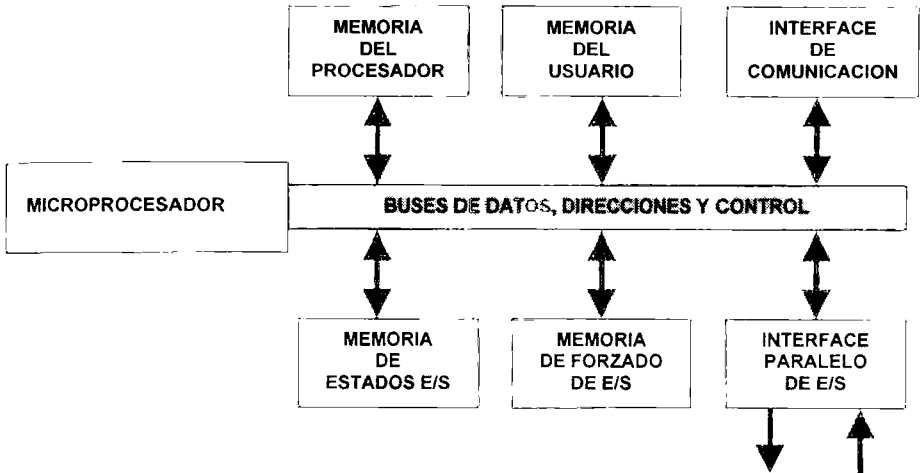 MEMORIA
DEL
PROCESADOR
MEMORIA
DEL
USUARIO
INTERFACE
DE
COMUNICACION
MICROPROCESADOR
BUSES DE DATOS, DIRECCIONES Y CONTROL
MEMORIA
DE
ESTADOS E/S
MEMORIA
DE FORZADO
DE E/S
INTERFACE
PARALELO
DE E/S